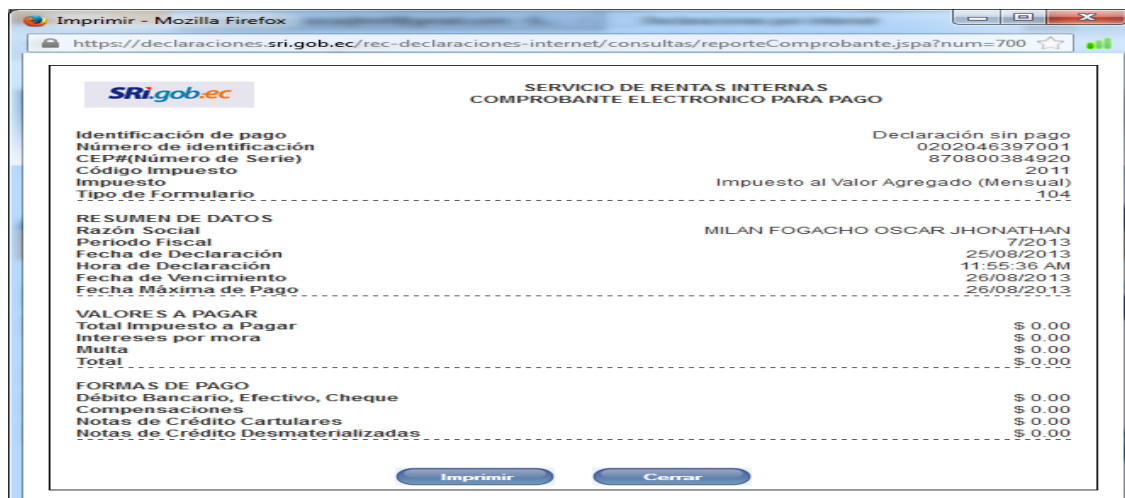 Imprimir - Mozilla Firefox
https://declaraciones.sri.gob.ec/rec-declaraciones-internet/consultas/reporteComprobante.jspa?num=700
SRi.gob.ec
SERVICIO DE RENTAS INTERNAS
COMPROBANTE ELECTRONICO PARA PAGO
Identificación de pago Declaración sin pago
Número de identificación 0202046397001
CEP#(Número de Serie) 870800384920
Código Impuesto 2011
Impuesto Impuesto al Valor Agregado (Mensual)
Tipo de Formulario 104
RESUMEN DE DATOS
Razón Social MILAN FOGACHO OSCAR JHONATHAN
Periodo Fiscal 7/2013
Fecha de Declaración 25/08/2013
Hora de Declaración 11:55:36 AM
Fecha de Vencimiento 26/08/2013
Fecha Máxima de Pago 26/08/2013
VALORES A PAGAR
Total Impuesto a Pagar $ 0.00
Intereses por mora $ 0.00
Multa $ 0.00
Total $ 0.00
FORMAS DE PAGO
Débito Bancario, Efectivo, Cheque $ 0.00
Compensaciones $ 0.00
Notas de Crédito Cartulares $ 0.00
Notas de Crédito Desmaterializadas $ 0.00
Imprimir Cerrar